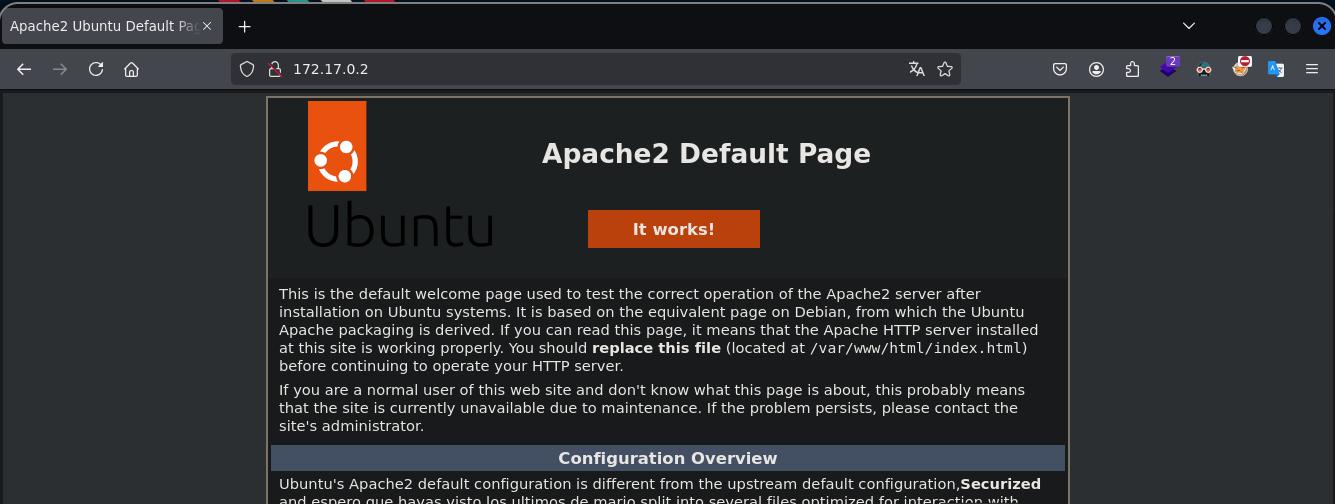 Apache2 Ubuntu Default Pag
172.17.0.2
2
Apache2 Default Page
Ubuntu
It works!
This is the default welcome page used to test the correct operation of the Apache2 server after
installation on Ubuntu systems. It is based on the equivalent page on Debian, from which the Ubuntu
Apache packaging is derived. If you can read this page, it means that the Apache HTTP server installed
at this site is working properly. You should replace this file (located at /var/www/html/index.html)
before continuing to operate your HTTP server.
If you are a normal user of this web site and don't know what this page is about, this probably means
that the site is currently unavailable due to maintenance. If the problem persists, please contact the
site's administrator.
Configuration Overview
Ubuntu's Apache2 default configuration is different from the upstream default configuration,Securized
and espero que hayas visto los ultimos de mario split into several files optimized for interaction with